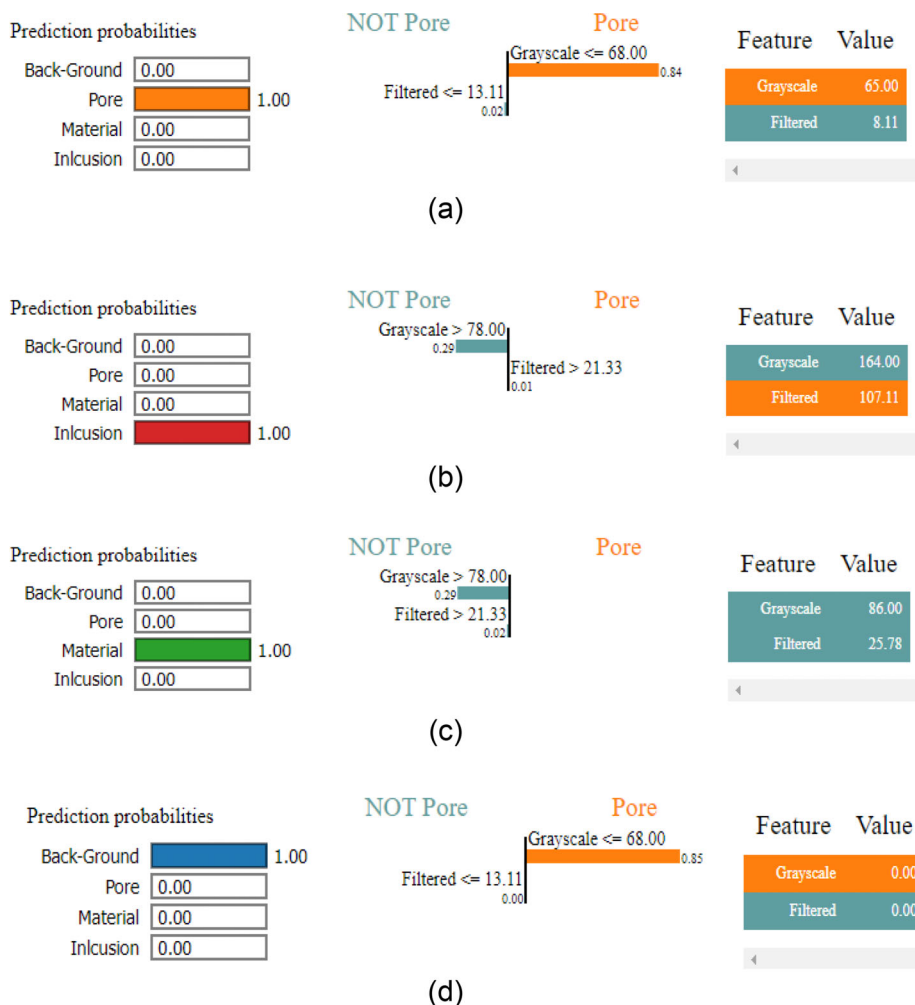 NOT Pore Pore
Prediction probabilities
Feature Value
Grayscale <= 68.00
Back-Ground 0.00
0.84
Pore 1.00
Grayscale 65.00
Filtered <= 13.11
0.02
Material 0.00
Filtered 8.11
Inlcusion 0.00
(a)
NOT Pore Pore
Prediction probabilities
Feature Value
Grayscale > 78.00
Back-Ground 0.00
0.29
Grayscale 164.00
Pore 0.00
Filtered > 21.33
0.01
Material 0.00
Filtered 107.11
Inlcusion 1.00
(b)
NOT Pore Pore
Prediction probabilities
Feature Value
Grayscale > 78.00
Back-Ground 0.00
0.29
Grayscale 86.00
Pore 0.00
Filtered > 21.33
0.02
Material 1.00
Filtered 25.78
Inlcusion 0.00
(c)
NOT Pore Pore
Prediction probabilities
Feature Value
Grayscale <= 68.00
Back-Ground 1.00
0.85
Grayscale 0.00
Pore 0.00
Filtered <= 13.11
0.00
Material 0.00
Filtered 0.00
Inlcusion 0.00
(d)